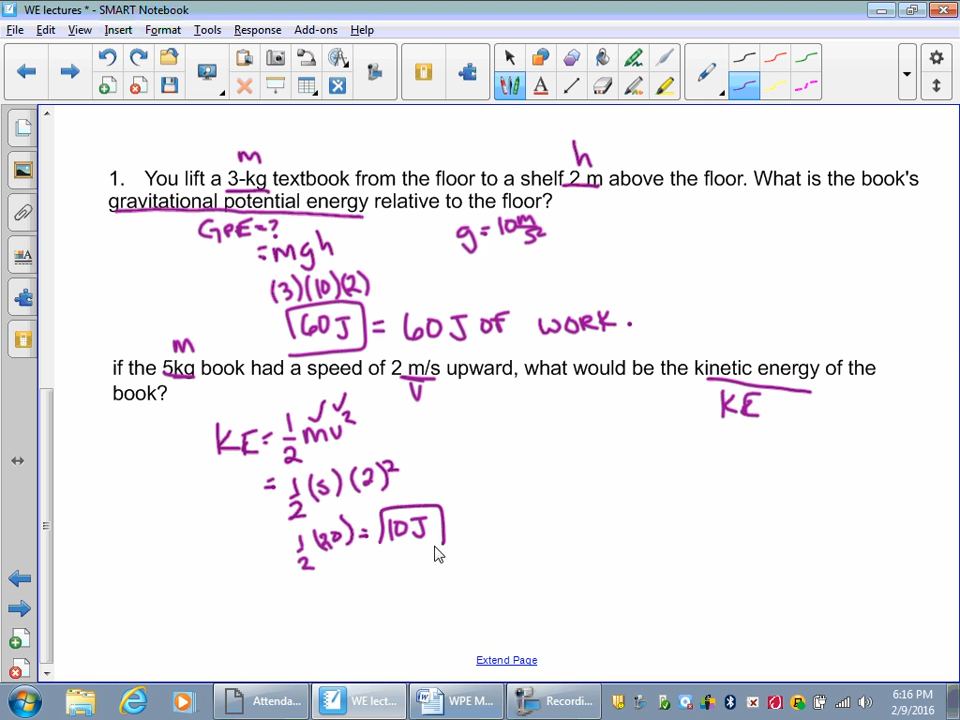 WE lectures * - SMART Notebook
File Edit View Insert Format Tools Response Add-ons Help
m
h
1. You lift a 3-kg textbook from the floor to a shelf 2 m above the floor. What is the book's
gravitational potential energy relative to the floor?
GPE=?
g = 10 m/s²
= mgh
(3)(10)(2)
60J = 60J of work.
m
if the 5kg book had a speed of 2 m/s upward, what would be the kinetic energy of the
book?
v
KE
KE = 1/2 mv²
= 1/2 (5) (2)²
1/2 (20) = 10J
Extend Page
Attenda...
WE lect...
WPE M...
Recordi...
6:16 PM
2/9/2016